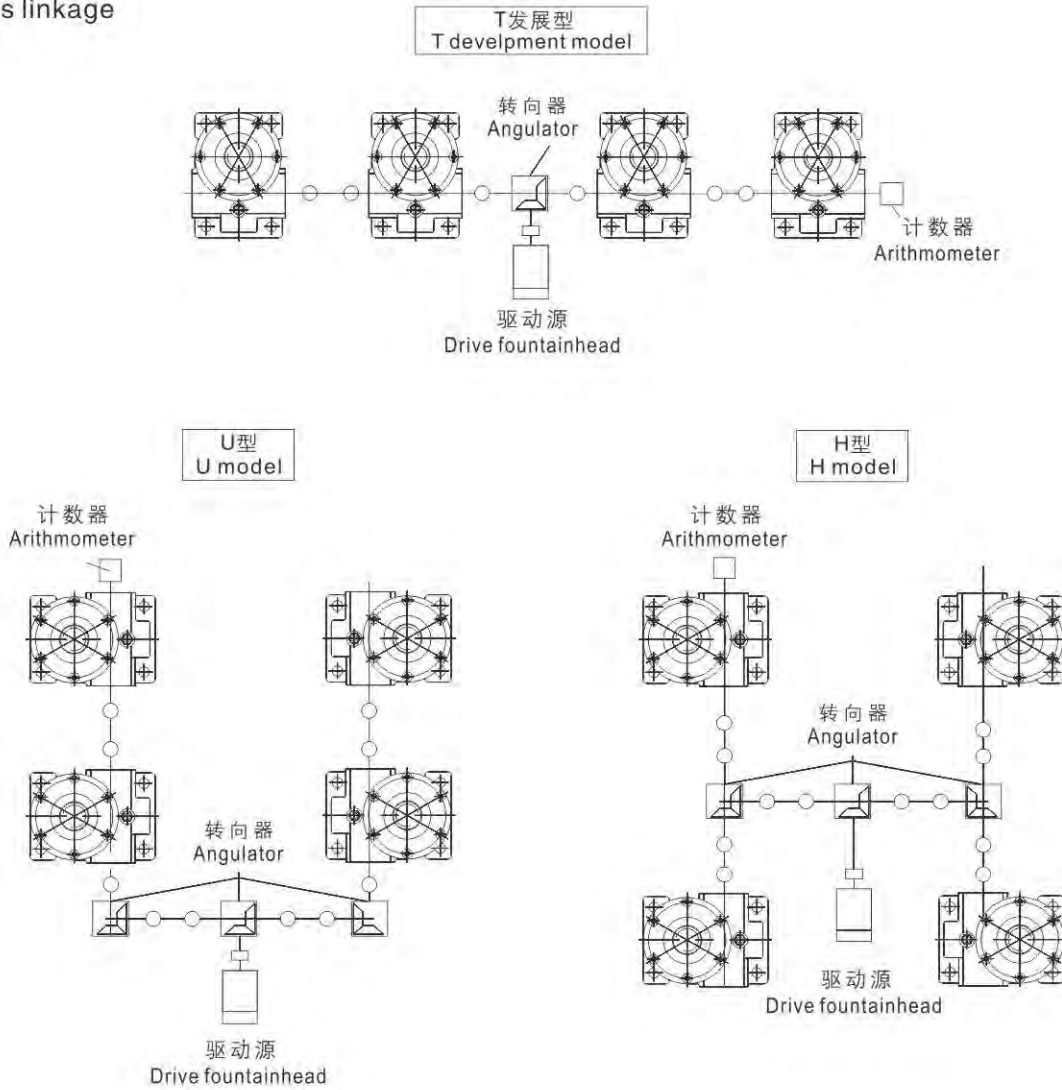 s linkage
T发展型
T develpment model
转向器
Angulator
计数器
Arithmometer
驱动源
Drive fountainhead
U型
U model
H型
H model
计数器
Arithmometer
计数器
Arithmometer
转向器
Angulator
转向器
Angulator
驱动源
Drive fountainhead
驱动源
Drive fountainhead